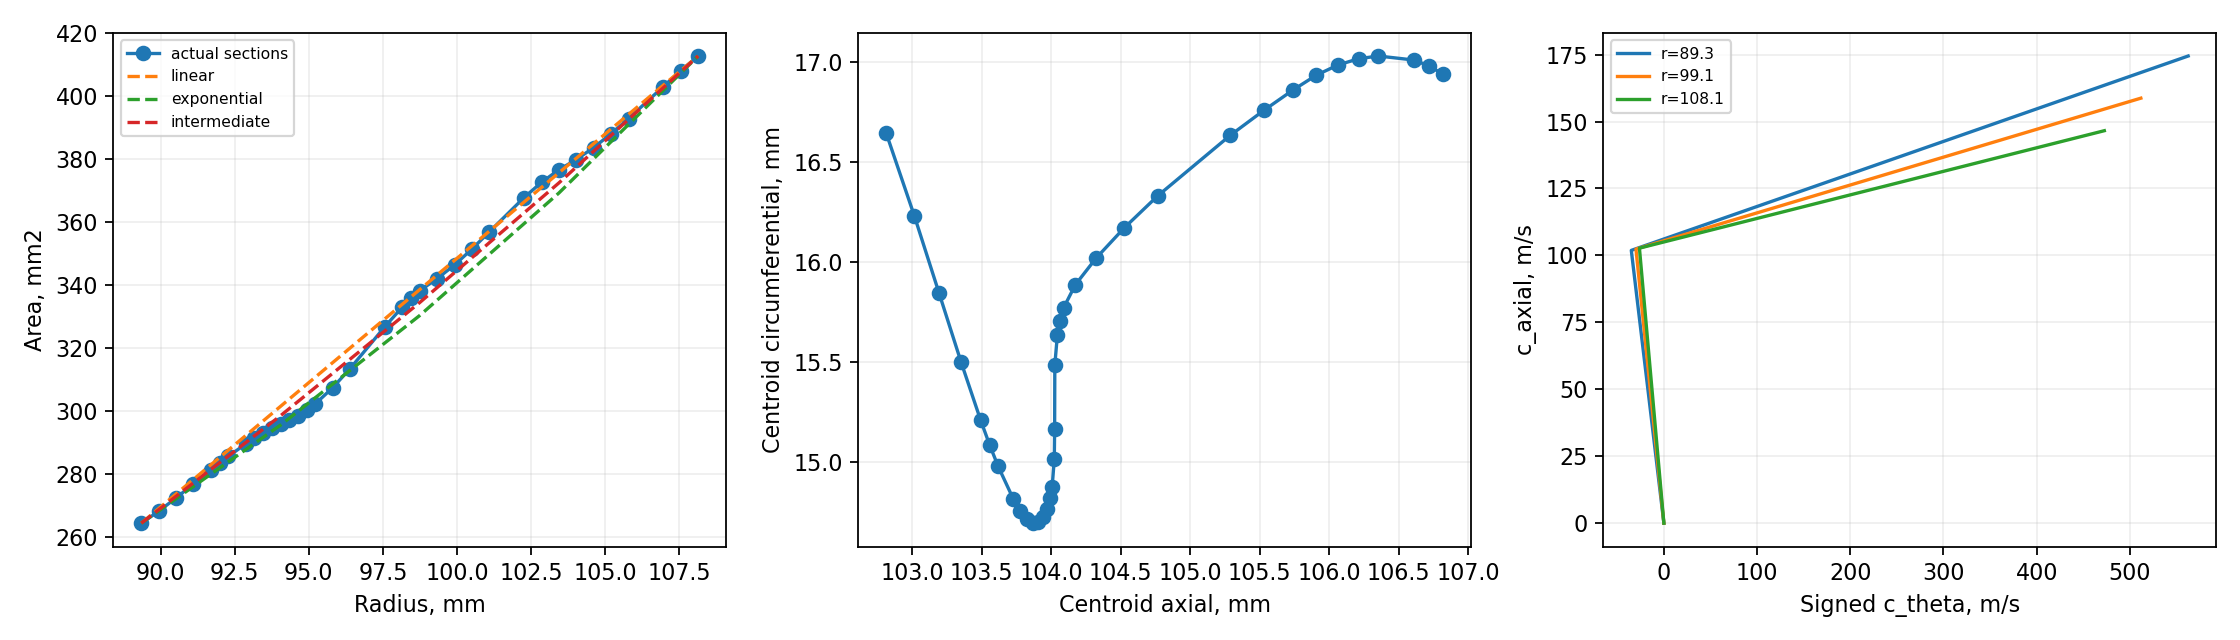 420
400
380
360
340
320
300
280
260
Area, mm2
actual sections
linear
exponential
intermediate
90.0 92.5 95.0 97.5 100.0 102.5 105.0 107.5
Radius, mm
17.0
16.5
16.0
15.5
15.0
Centroid circumferential, mm
103.0 103.5 104.0 104.5 105.0 105.5 106.0 106.5 107.0
Centroid axial, mm
175
150
125
100
75
50
25
0
c_axial, m/s
r=89.3
r=99.1
r=108.1
0 100 200 300 400 500
Signed c_theta, m/s